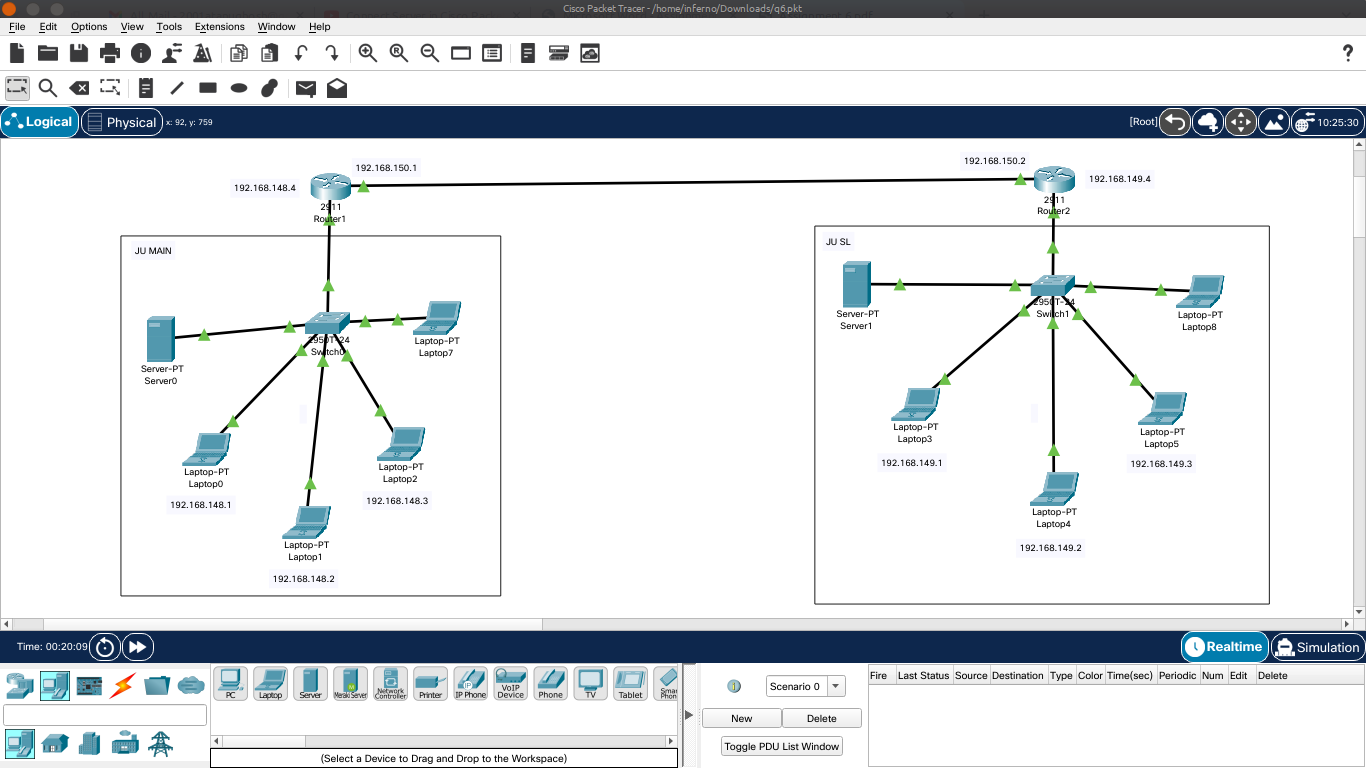 Cisco Packet Tracer - /home/inferno/Downloads/q6.pkt
File Edit Options View Tools Extensions Window Help
?
Logical Physical x: 92, y: 759 [Root] 10:25:30
192.168.148.4 192.168.150.1
2911
Router1
192.168.150.2 192.168.149.4
2911
Router2
JU MAIN
2950T-24
Switch0
Server-PT
Server0
Laptop-PT
Laptop7
Laptop-PT
Laptop0
192.168.148.1
Laptop-PT
Laptop1
192.168.148.2
Laptop-PT
Laptop2
192.168.148.3
JU SL
Server-PT
Server1
2950T-24
Switch1
Laptop-PT
Laptop8
Laptop-PT
Laptop3
192.168.149.1
Laptop-PT
Laptop4
192.168.149.2
Laptop-PT
Laptop5
192.168.149.3
Time: 00:20:09 Realtime Simulation
PC Laptop Server Meraki Server Network Controller Printer IP Phone VoIP Device Phone TV Tablet Smart Phone
(Select a Device to Drag and Drop to the Workspace)
Scenario 0
New Delete
Toggle PDU List Window
Fire Last Status Source Destination Type Color Time(sec) Periodic Num Edit Delete